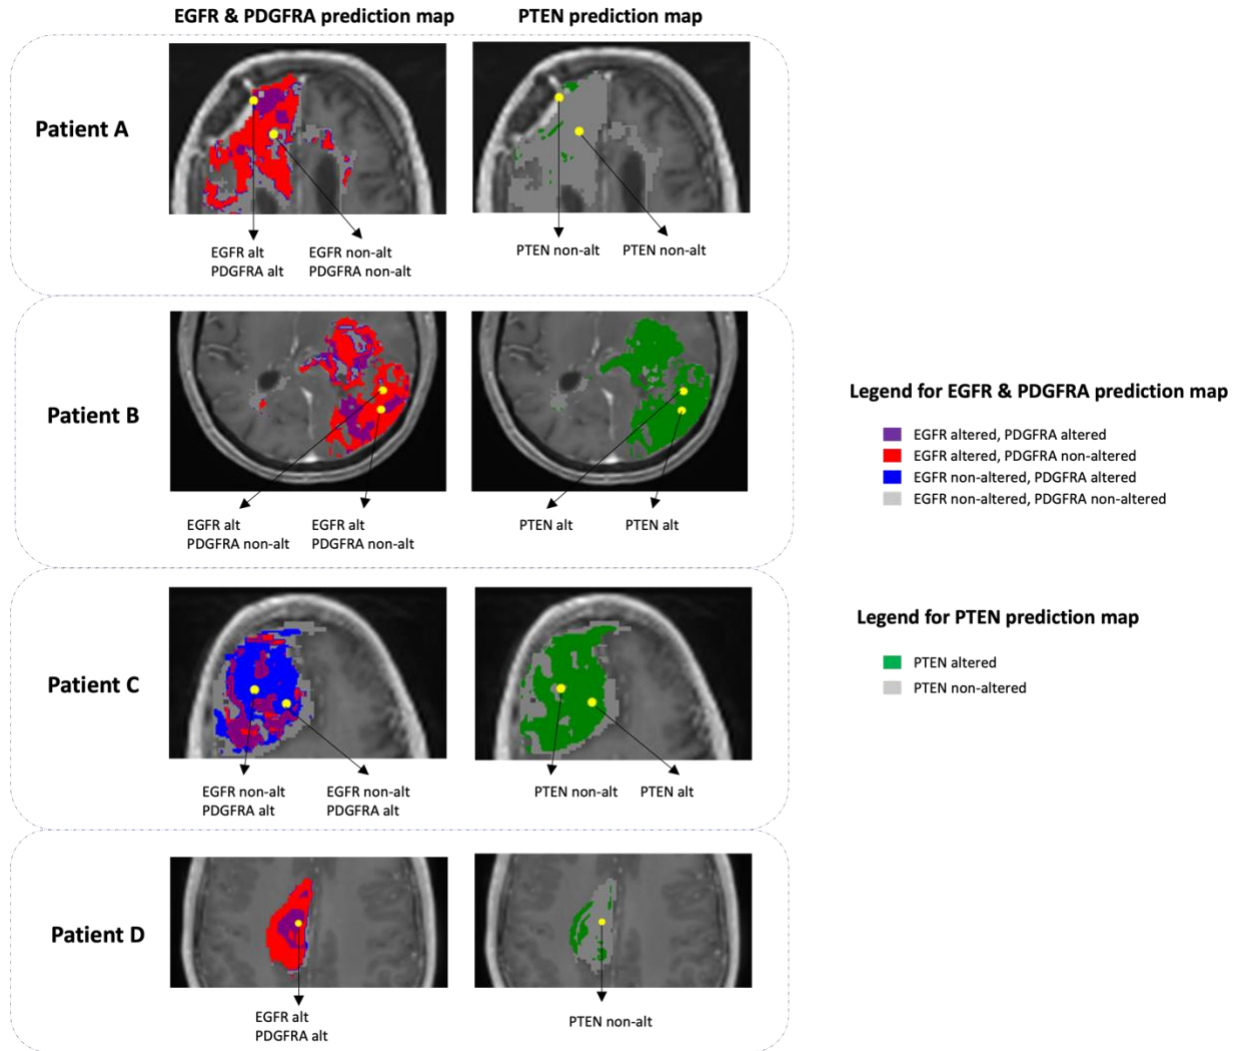 EGFR & PDGFRA prediction map
PTEN prediction map
Patient A
EGFR alt
PDGFRA alt
EGFR non-alt
PDGFRA non-alt
PTEN non-alt
PTEN non-alt
Patient B
EGFR alt
PDGFRA non-alt
EGFR alt
PDGFRA non-alt
PTEN alt
PTEN alt
Legend for EGFR & PDGFRA prediction map
EGFR altered, PDGFRA altered
EGFR altered, PDGFRA non-altered
EGFR non-altered, PDGFRA altered
EGFR non-altered, PDGFRA non-altered
Patient C
EGFR non-alt
PDGFRA alt
EGFR non-alt
PDGFRA alt
PTEN non-alt
PTEN alt
Legend for PTEN prediction map
PTEN altered
PTEN non-altered
Patient D
EGFR alt
PDGFRA alt
PTEN non-alt